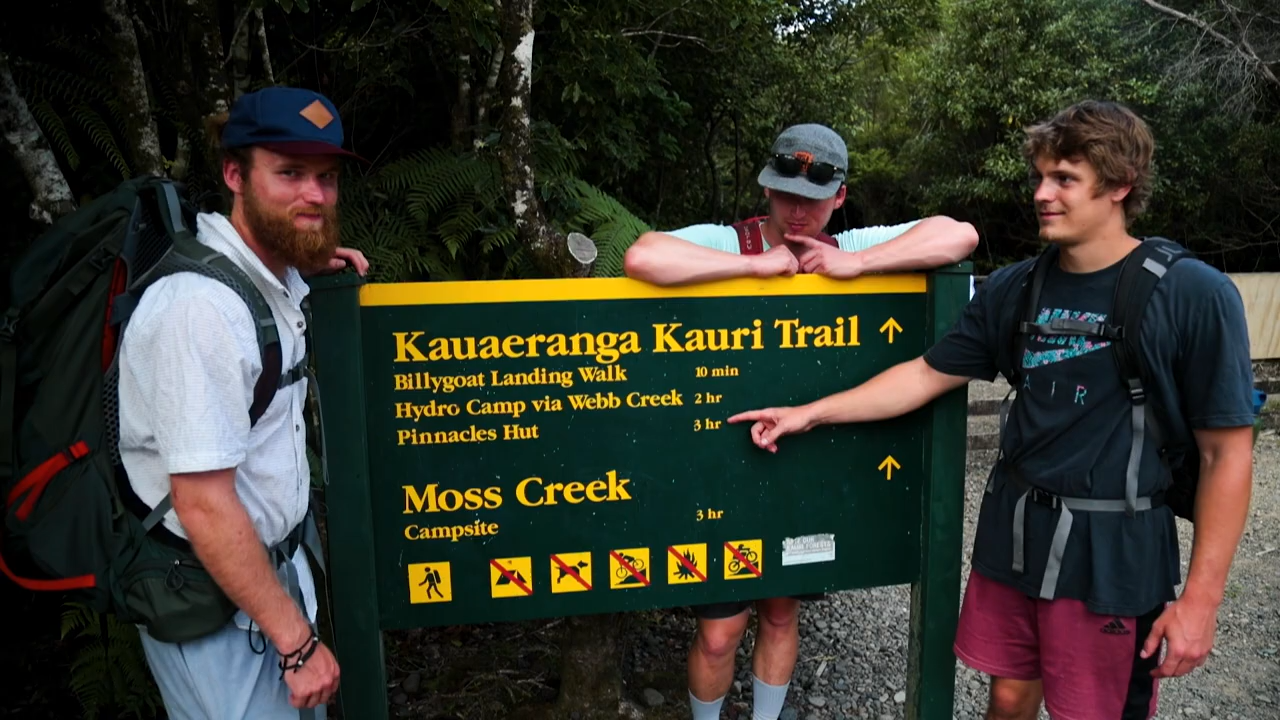 Kauaeranga Kauri Trail ↑
Billygoat Landing Walk 10 min
Hydro Camp via Webb Creek 2 hr
Pinnacles Hut 3 hr
Moss Creek ↑
Campsite 3 hr
AIR